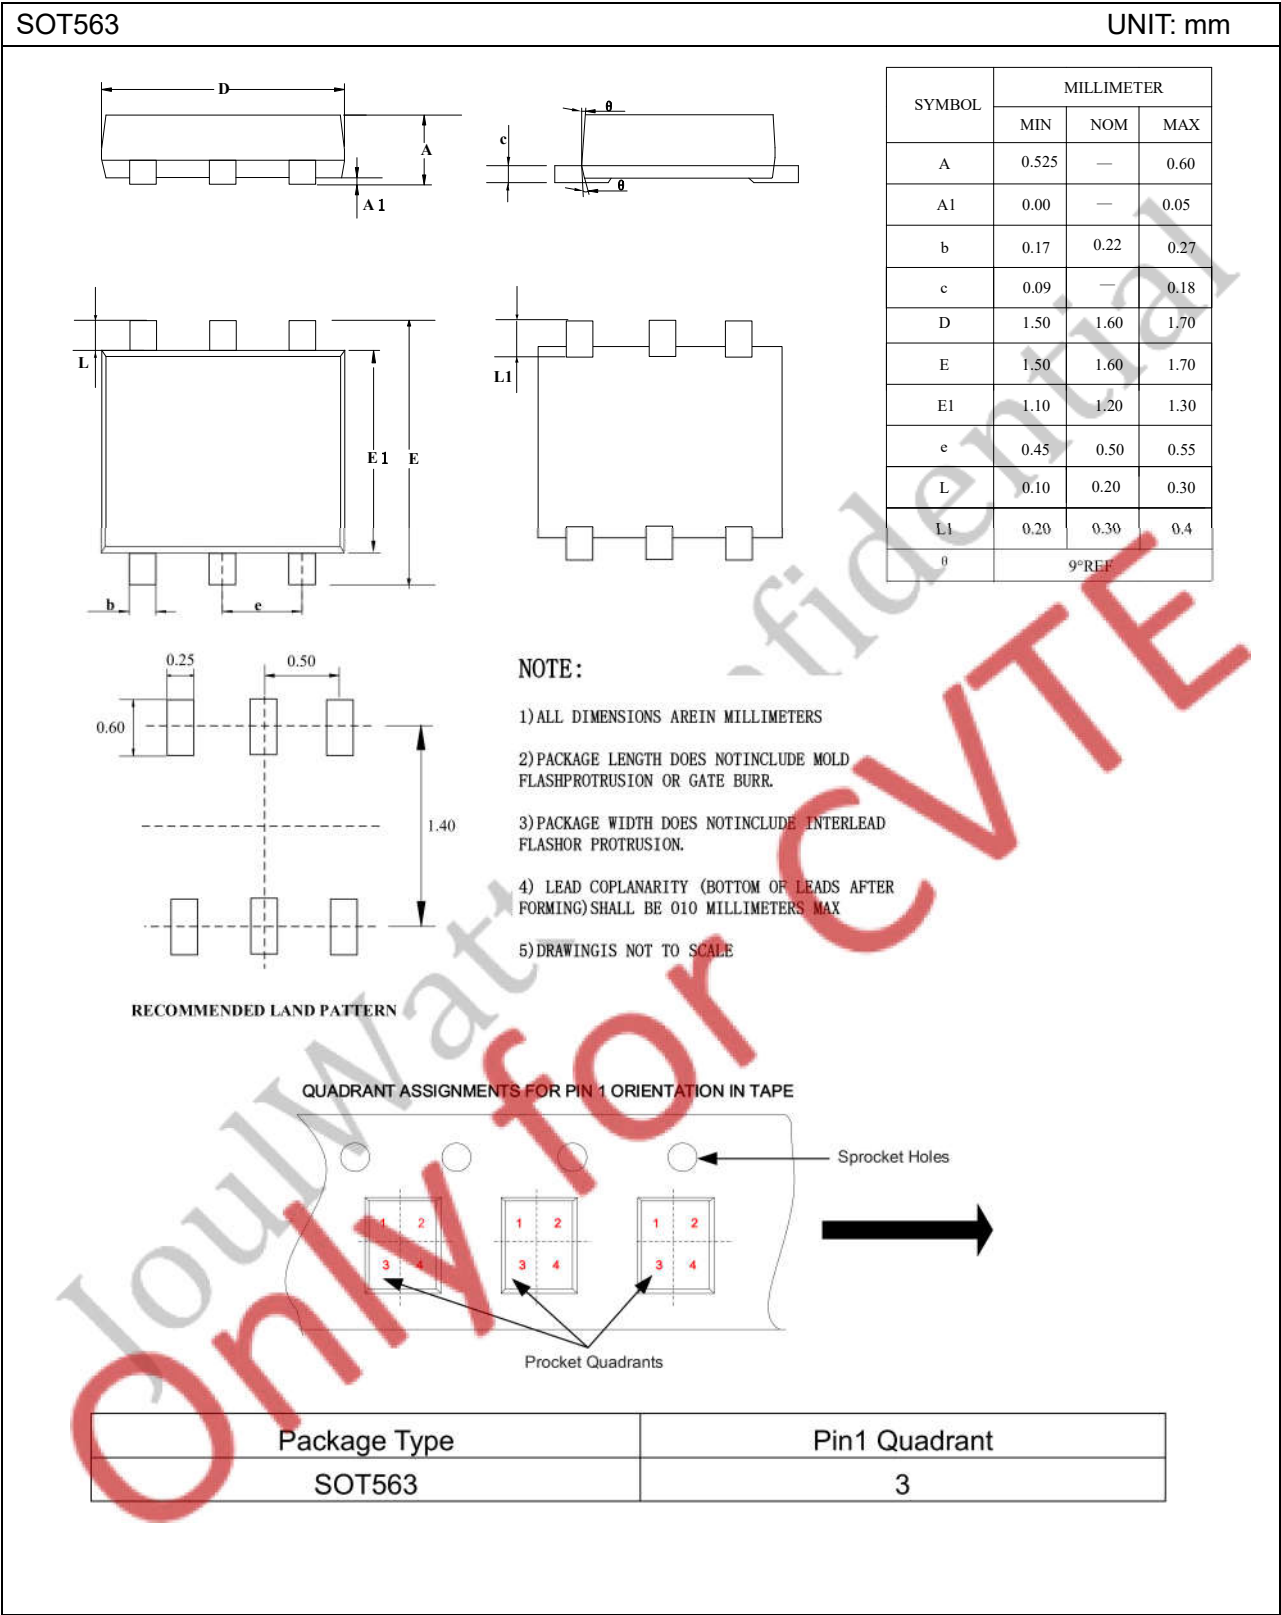 SOT563 UNIT: mm
D
A
A1
c
θ
θ
SYMBOL MILLIMETER
MIN NOM MAX
A 0.525 — 0.60
A1 0.00 — 0.05
b 0.17 0.22 0.27
c 0.09 — 0.18
D 1.50 1.60 1.70
E 1.50 1.60 1.70
E1 1.10 1.20 1.30
e 0.45 0.50 0.55
L 0.10 0.20 0.30
L1 0.20 0.30 0.4
θ 9°REF
L
E1 E
b e
L1
0.25 0.50
0.60
1.40
RECOMMENDED LAND PATTERN
NOTE:
1)ALL DIMENSIONS AREIN MILLIMETERS
2)PACKAGE LENGTH DOES NOTINCLUDE MOLD
FLASHPROTRUSION OR GATE BURR.
3)PACKAGE WIDTH DOES NOTINCLUDE INTERLEAD
FLASHOR PROTRUSION.
4) LEAD COPLANARITY (BOTTOM OF LEADS AFTER
FORMING)SHALL BE 010 MILLIMETERS MAX
5)DRAWINGIS NOT TO SCALE
QUADRANT ASSIGNMENTS FOR PIN 1 ORIENTATION IN TAPE
Sprocket Holes
1 2 1 2 1 2
3 4 3 4 3 4
Procket Quadrants
Package Type Pin1 Quadrant
SOT563 3
Only for CVTE